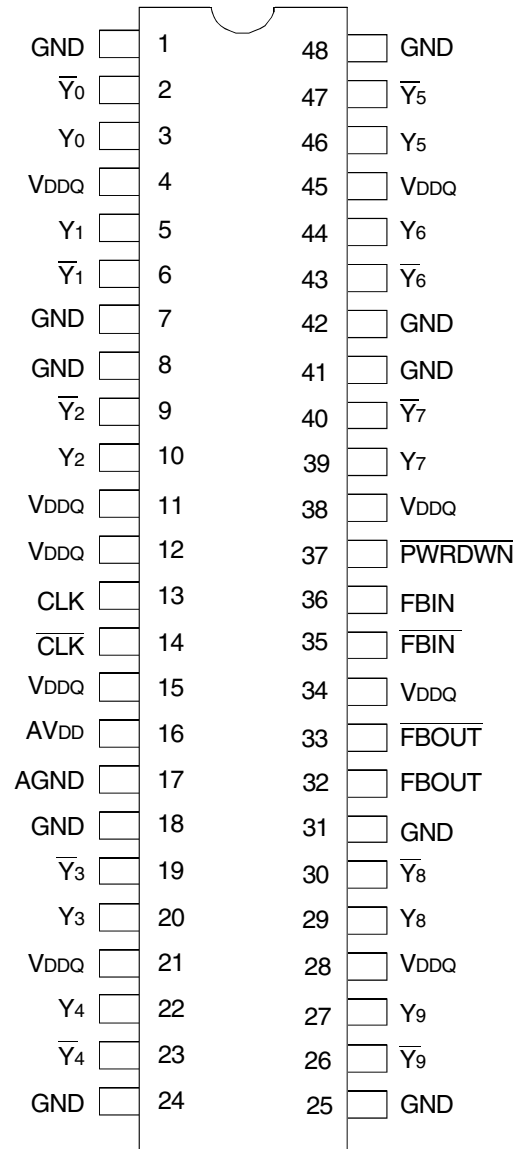 GND 1 48 GND
Y̅0 2 47 Y̅5
Y0 3 46 Y5
VDDQ 4 45 VDDQ
Y1 5 44 Y6
Y̅1 6 43 Y̅6
GND 7 42 GND
GND 8 41 GND
Y̅2 9 40 Y̅7
Y2 10 39 Y7
VDDQ 11 38 VDDQ
VDDQ 12 37 P̅W̅R̅D̅W̅N̅
CLK 13 36 FBIN
C̅L̅K̅ 14 35 F̅B̅I̅N̅
VDDQ 15 34 VDDQ
AVDD 16 33 F̅B̅O̅U̅T̅
AGND 17 32 FBOUT
GND 18 31 GND
Y̅3 19 30 Y̅8
Y3 20 29 Y8
VDDQ 21 28 VDDQ
Y4 22 27 Y9
Y̅4 23 26 Y̅9
GND 24 25 GND